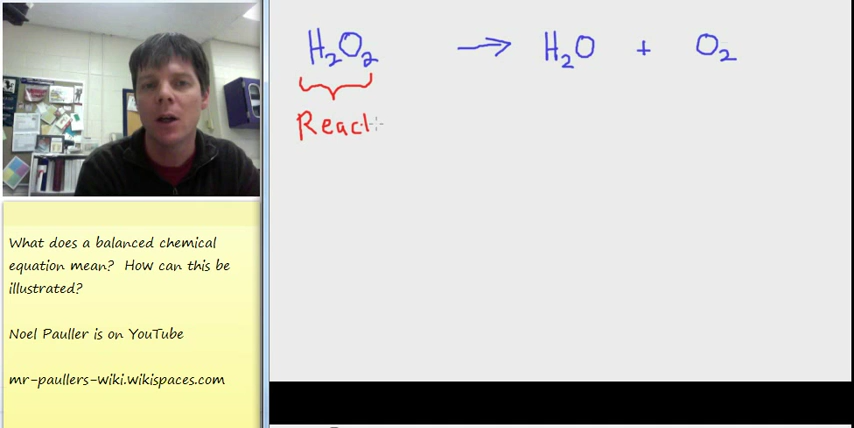 H₂O₂ → H₂O + O₂
React
What does a balanced chemical
equation mean? How can this be
illustrated?
Noel Pauller is on YouTube
mr-paullers-wiki.wikispaces.com